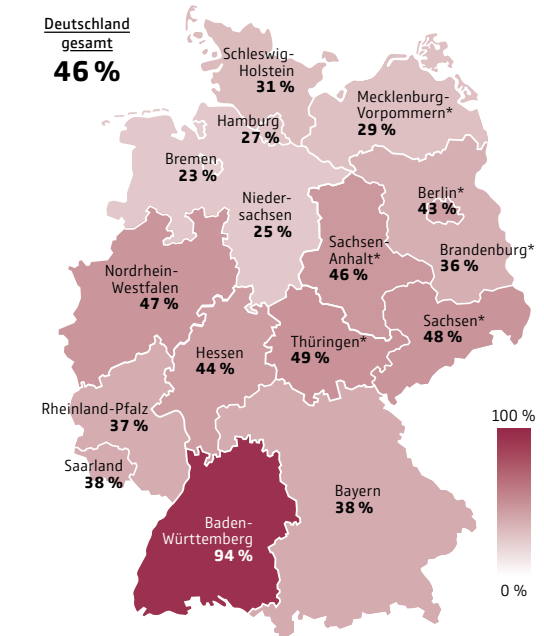 Deutschland
gesamt
46 %
Schleswig-
Holstein
31 %
Mecklenburg-
Vorpommern*
29 %
Hamburg
27 %
Bremen
23 %
Nieder-
sachsen
25 %
Berlin*
43 %
Brandenburg*
36 %
Sachsen-
Anhalt*
46 %
Nordrhein-
Westfalen
47 %
Sachsen*
48 %
Thüringen*
49 %
Hessen
44 %
Rheinland-Pfalz
37 %
Saarland
38 %
Bayern
38 %
Baden-
Württemberg
94 %
100 %
0 %